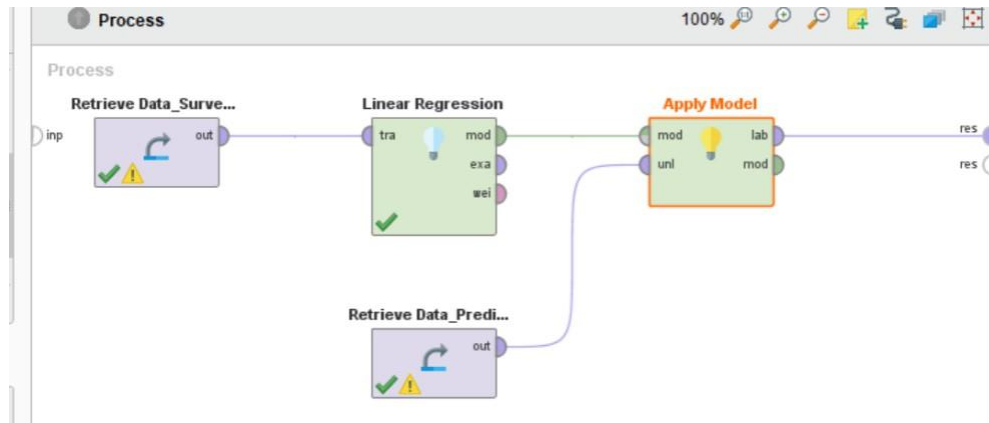 Process
100%
Process
Retrieve Data_Surve...
Linear Regression
Apply Model
inp
out
tra
mod
mod
lab
res
exa
unl
mod
res
wei
Retrieve Data_Predi...
out